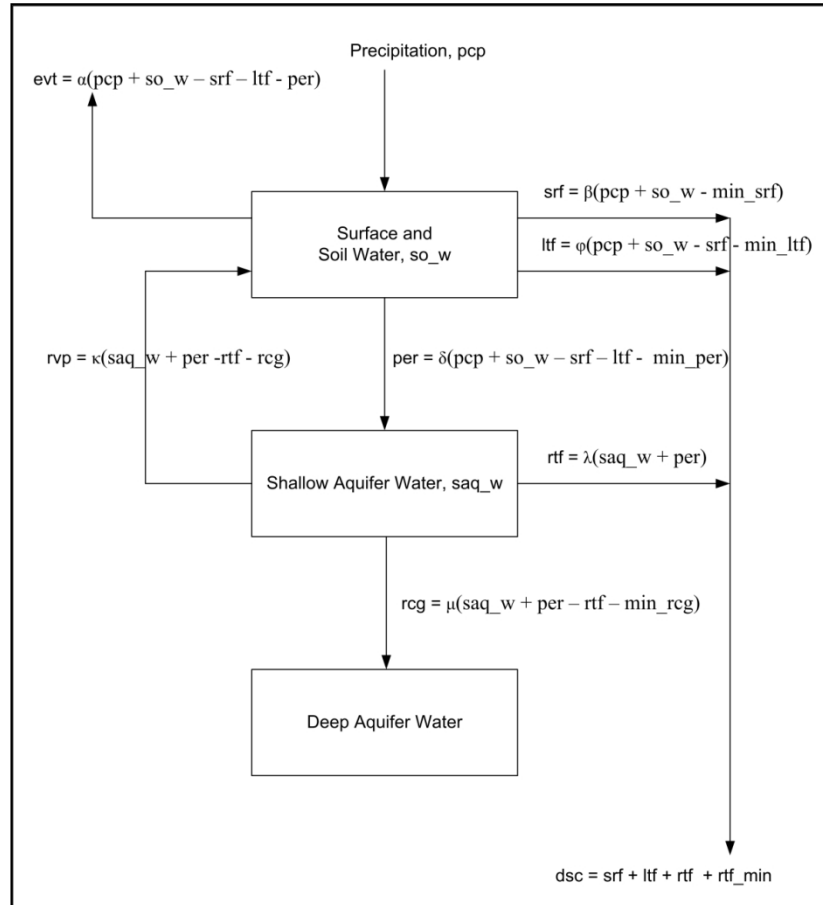 Precipitation, pcp
evt = α(pcp + so_w – srf – ltf - per)
srf = β(pcp + so_w - min_srf)
Surface and
Soil Water, so_w
ltf = φ(pcp + so_w - srf - min_ltf)
rvp = κ(saq_w + per -rtf - rcg)
per = δ(pcp + so_w – srf – ltf - min_per)
rtf = λ(saq_w + per)
Shallow Aquifer Water, saq_w
rcg = μ(saq_w + per – rtf – min_rcg)
Deep Aquifer Water
dsc = srf + ltf + rtf + rtf_min